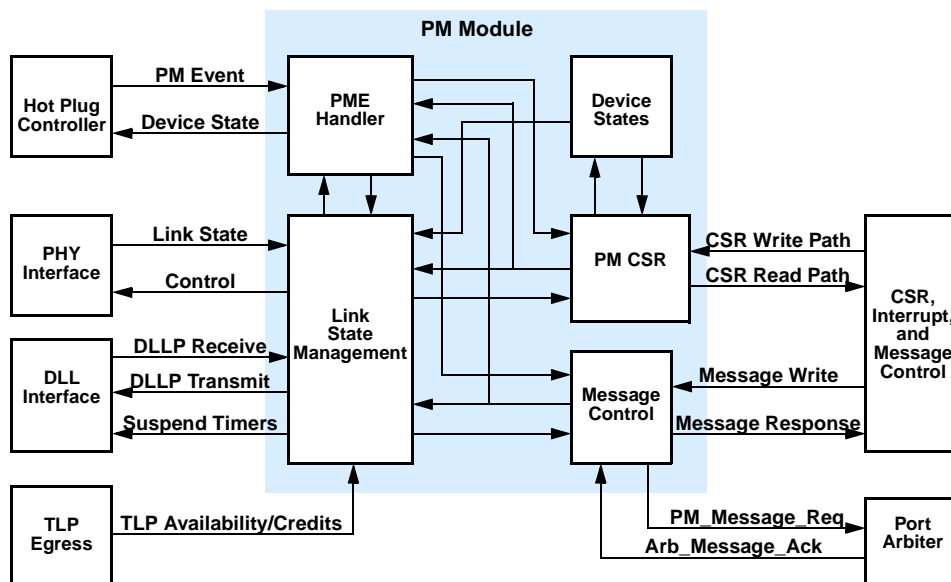 PM Module
Hot Plug
Controller
PM Event
Device State
PME
Handler
Device
States
PHY
Interface
Link State
Control
Link
State
Management
PM CSR
CSR Write Path
CSR Read Path
CSR,
Interrupt,
and
Message
Control
DLL
Interface
DLLP Receive
DLLP Transmit
Suspend Timers
Message
Control
Message Write
Message Response
TLP
Egress
TLP Availability/Credits
PM_Message_Req
Arb_Message_Ack
Port
Arbiter